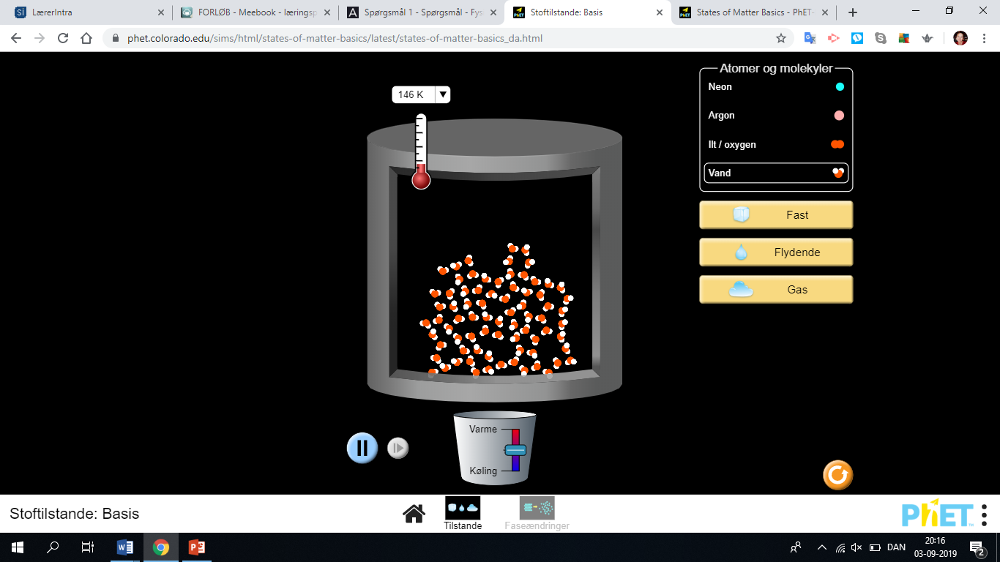 LærerIntra
FORLØB - Meebook - læringsp
Spørgsmål 1 - Spørgsmål - Fys
Stoftilstande: Basis
States of Matter Basics - PhET-
phet.colorado.edu/sims/html/states-of-matter-basics/latest/states-of-matter-basics_da.html
146 K
Atomer og molekyler
Neon
Argon
Ilt / oxygen
Vand
Fast
Flydende
Gas
Varme
Køling
Stoftilstande: Basis
Tilstande
Faseændringer
PhET
DAN
20:16
03-09-2019
2